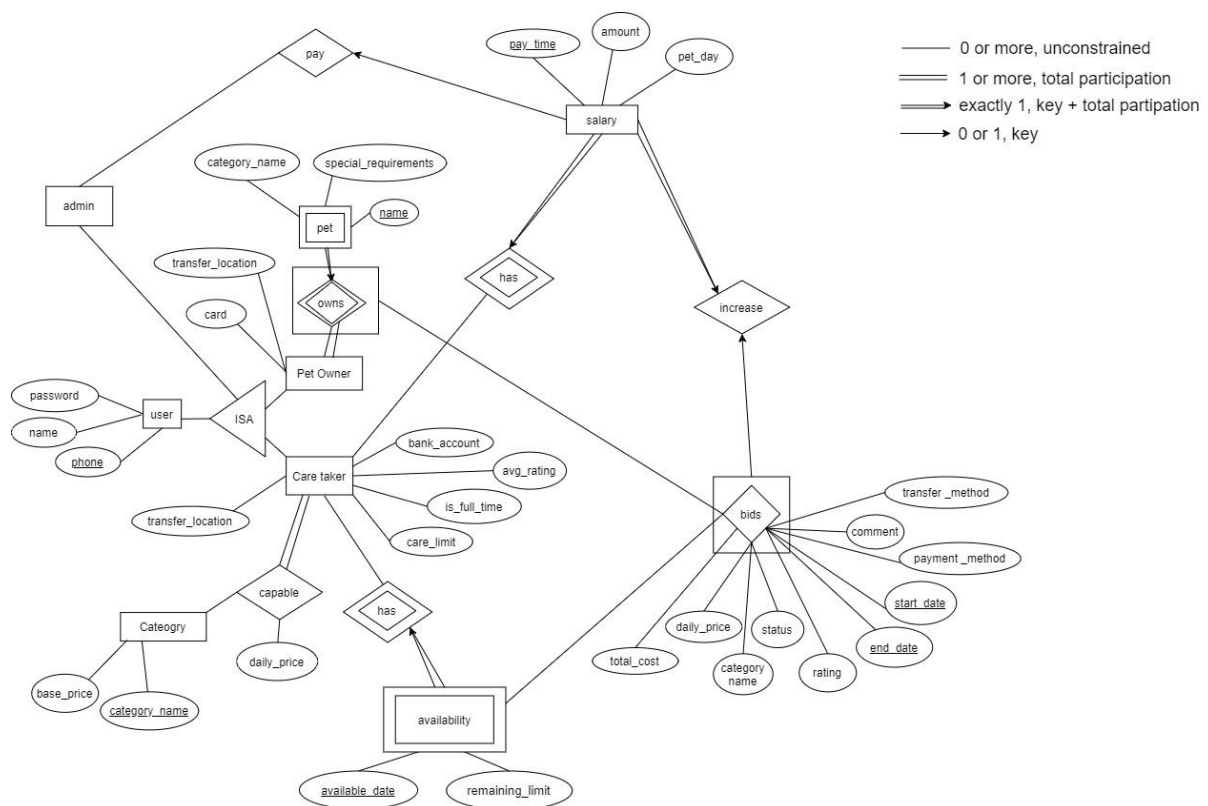 pay
pay_time
amount
pet_day
0 or more, unconstrained
1 or more, total participation
exactly 1, key + total partipation
0 or 1, key
salary
category_name
special_requirements
admin
name
pet
transfer_location
has
owns
increase
card
Pet Owner
password
user
ISA
name
phone
bank_account
avg_rating
Care taker
is_full_time
transfer_location
care_limit
transfer _method
bids
comment
payment _method
capable
start_date
has
Cateogry
daily_price
status
end_date
daily_price
total_cost
category
name
rating
base_price
category_name
availability
available_date
remaining_limit